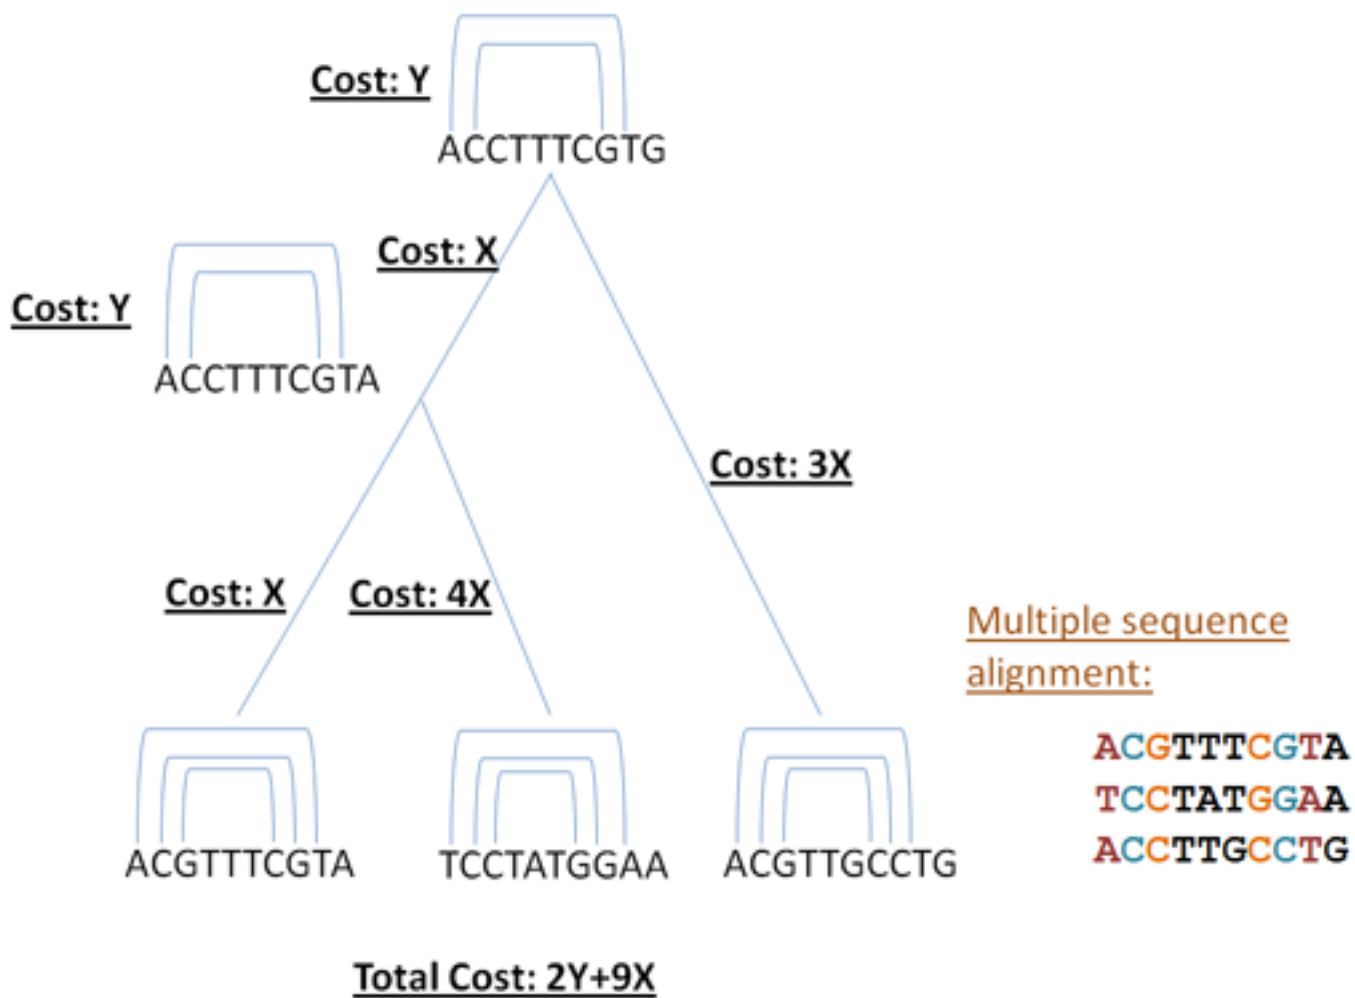 Cost: Y
ACCTTTCGTG
Cost: X
Cost: Y
ACCTTTCGTA
Cost: 3X
Cost: X
Cost: 4X
Multiple sequence
alignment:
ACGTTTCGTA
TCCTATGGAA
ACCTTGCCTG
ACGTTTCGTA
TCCTATGGAA
ACGTTGCCTG
Total Cost: 2Y+9X